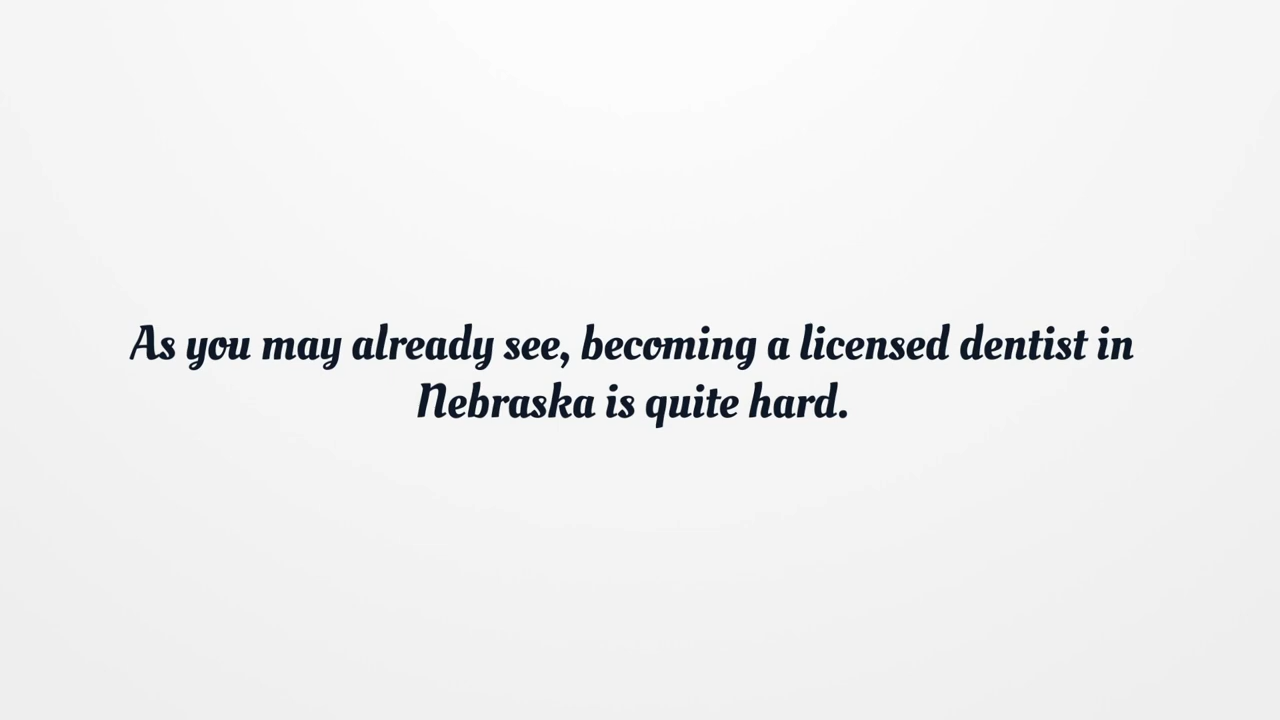 As you may already see, becoming a licensed dentist in
Nebraska is quite hard.